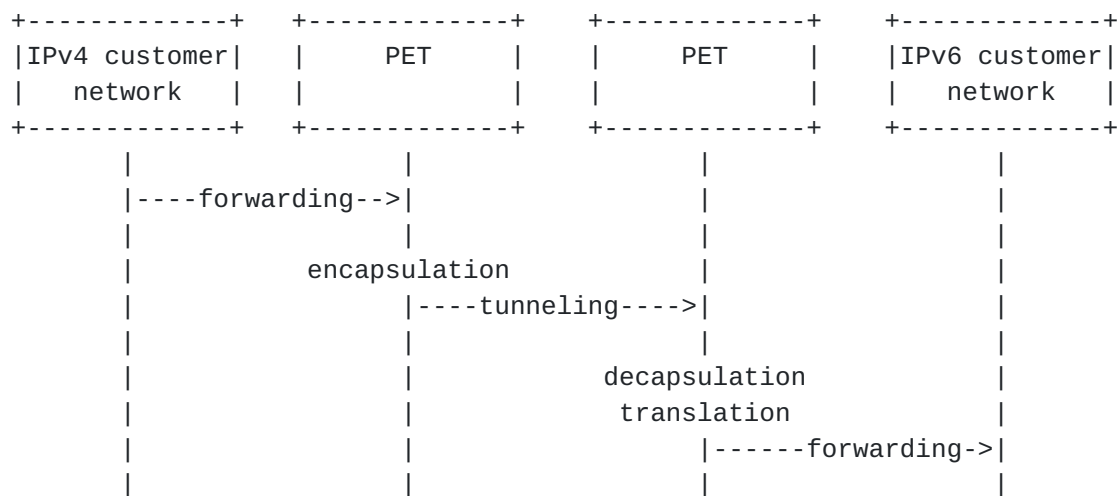 +-------------+   +-------------+    +-------------+    +-------------+
|IPv4 customer|   |     PET     |    |     PET     |    |IPv6 customer|
|   network   |   |             |    |             |    |   network   |
+-------------+   +-------------+    +-------------+    +-------------+
       |                 |                  |                  |
       |----forwarding-->|                  |                  |
       |                 |                  |                  |
       |           encapsulation            |                  |
       |                 |----tunneling---->|                  |
       |                 |                  |                  |
       |                 |            decapsulation            |
       |                 |             translation             |
       |                 |                  |------forwarding->|
       |                 |                  |                  |